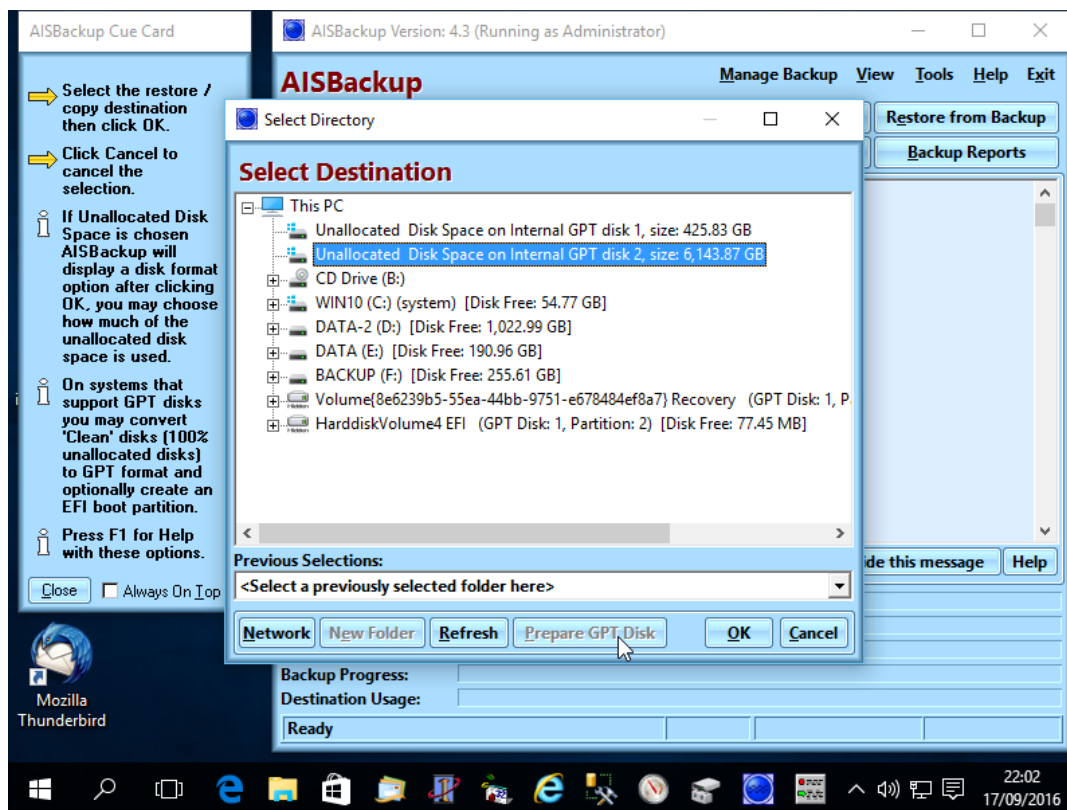 AISBackup Cue Card
Select the restore /
copy destination
then click OK.
Click Cancel to
cancel the
selection.
If Unallocated Disk
Space is chosen
AISBackup will
display a disk format
option after clicking
OK, you may choose
how much of the
unallocated disk
space is used.
On systems that
support GPT disks
you may convert
'Clean' disks (100%
unallocated disks)
to GPT format and
optionally create an
EFI boot partition.
Press F1 for Help
with these options.
Close
Always On Top
AISBackup Version: 4.3 (Running as Administrator)
AISBackup
Manage Backup View Tools Help Exit
Restore from Backup
Backup Reports
Select Directory
Select Destination
This PC
Unallocated Disk Space on Internal GPT disk 1, size: 425.83 GB
Unallocated Disk Space on Internal GPT disk 2, size: 6,143.87 GB
CD Drive (B:)
WIN10 (C:) (system) [Disk Free: 54.77 GB]
DATA-2 (D:) [Disk Free: 1,022.99 GB]
DATA (E:) [Disk Free: 190.96 GB]
BACKUP (F:) [Disk Free: 255.61 GB]
Volume{8e6239b5-55ea-44bb-9751-e678484ef8a7} Recovery (GPT Disk: 1, P
HarddiskVolume4 EFI (GPT Disk: 1, Partition: 2) [Disk Free: 77.45 MB]
Previous Selections:
<Select a previously selected folder here>
Network New Folder Refresh Prepare GPT Disk OK Cancel
ide this message Help
Backup Progress:
Destination Usage:
Ready
Mozilla
Thunderbird
22:02
17/09/2016